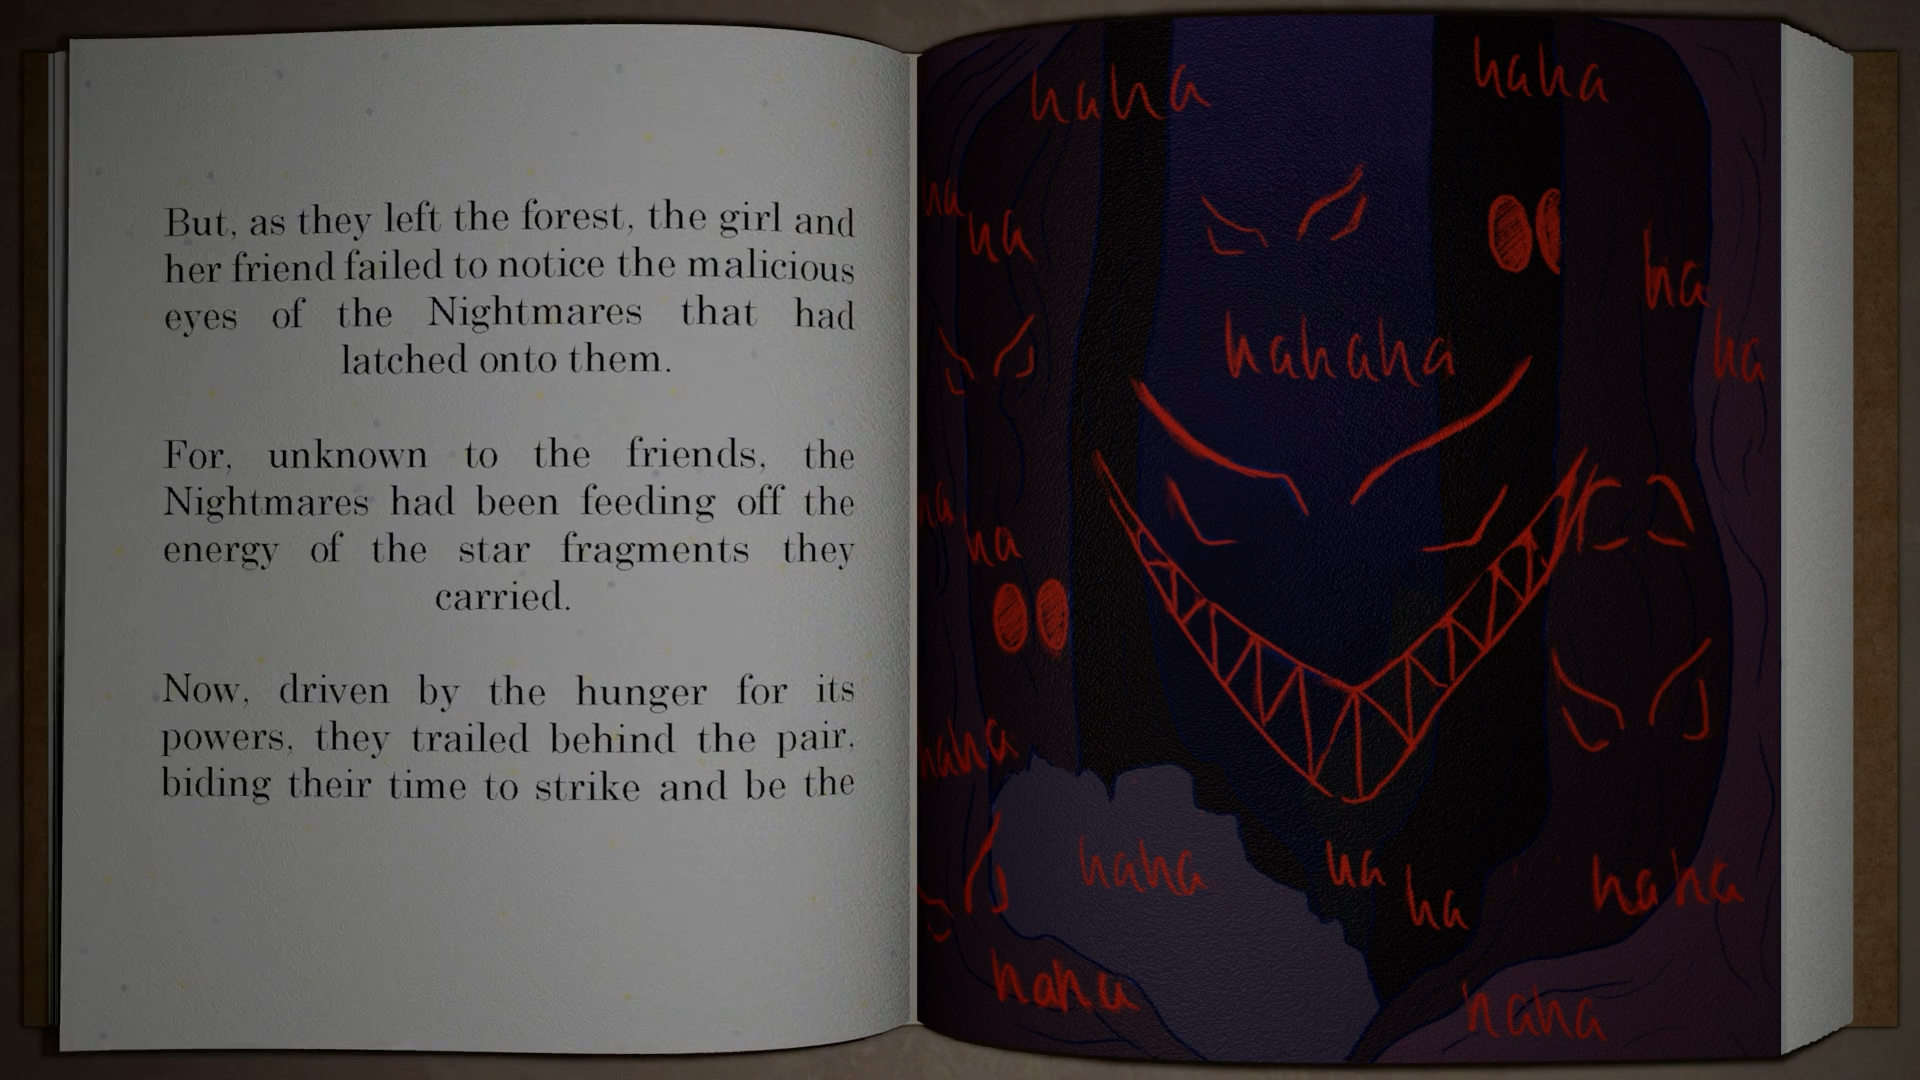 But, as they left the forest, the girl and
her friend failed to notice the malicious
eyes of the Nightmares that had
latched onto them.
For, unknown to the friends, the
Nightmares had been feeding off the
energy of the star fragments they
carried.
Now, driven by the hunger for its
powers, they trailed behind the pair,
biding their time to strike and be the
haha
haha
ha
ha
ha
ha
hahaha
ha
ha
haha
haha
ha
ha
haha
haha
haha